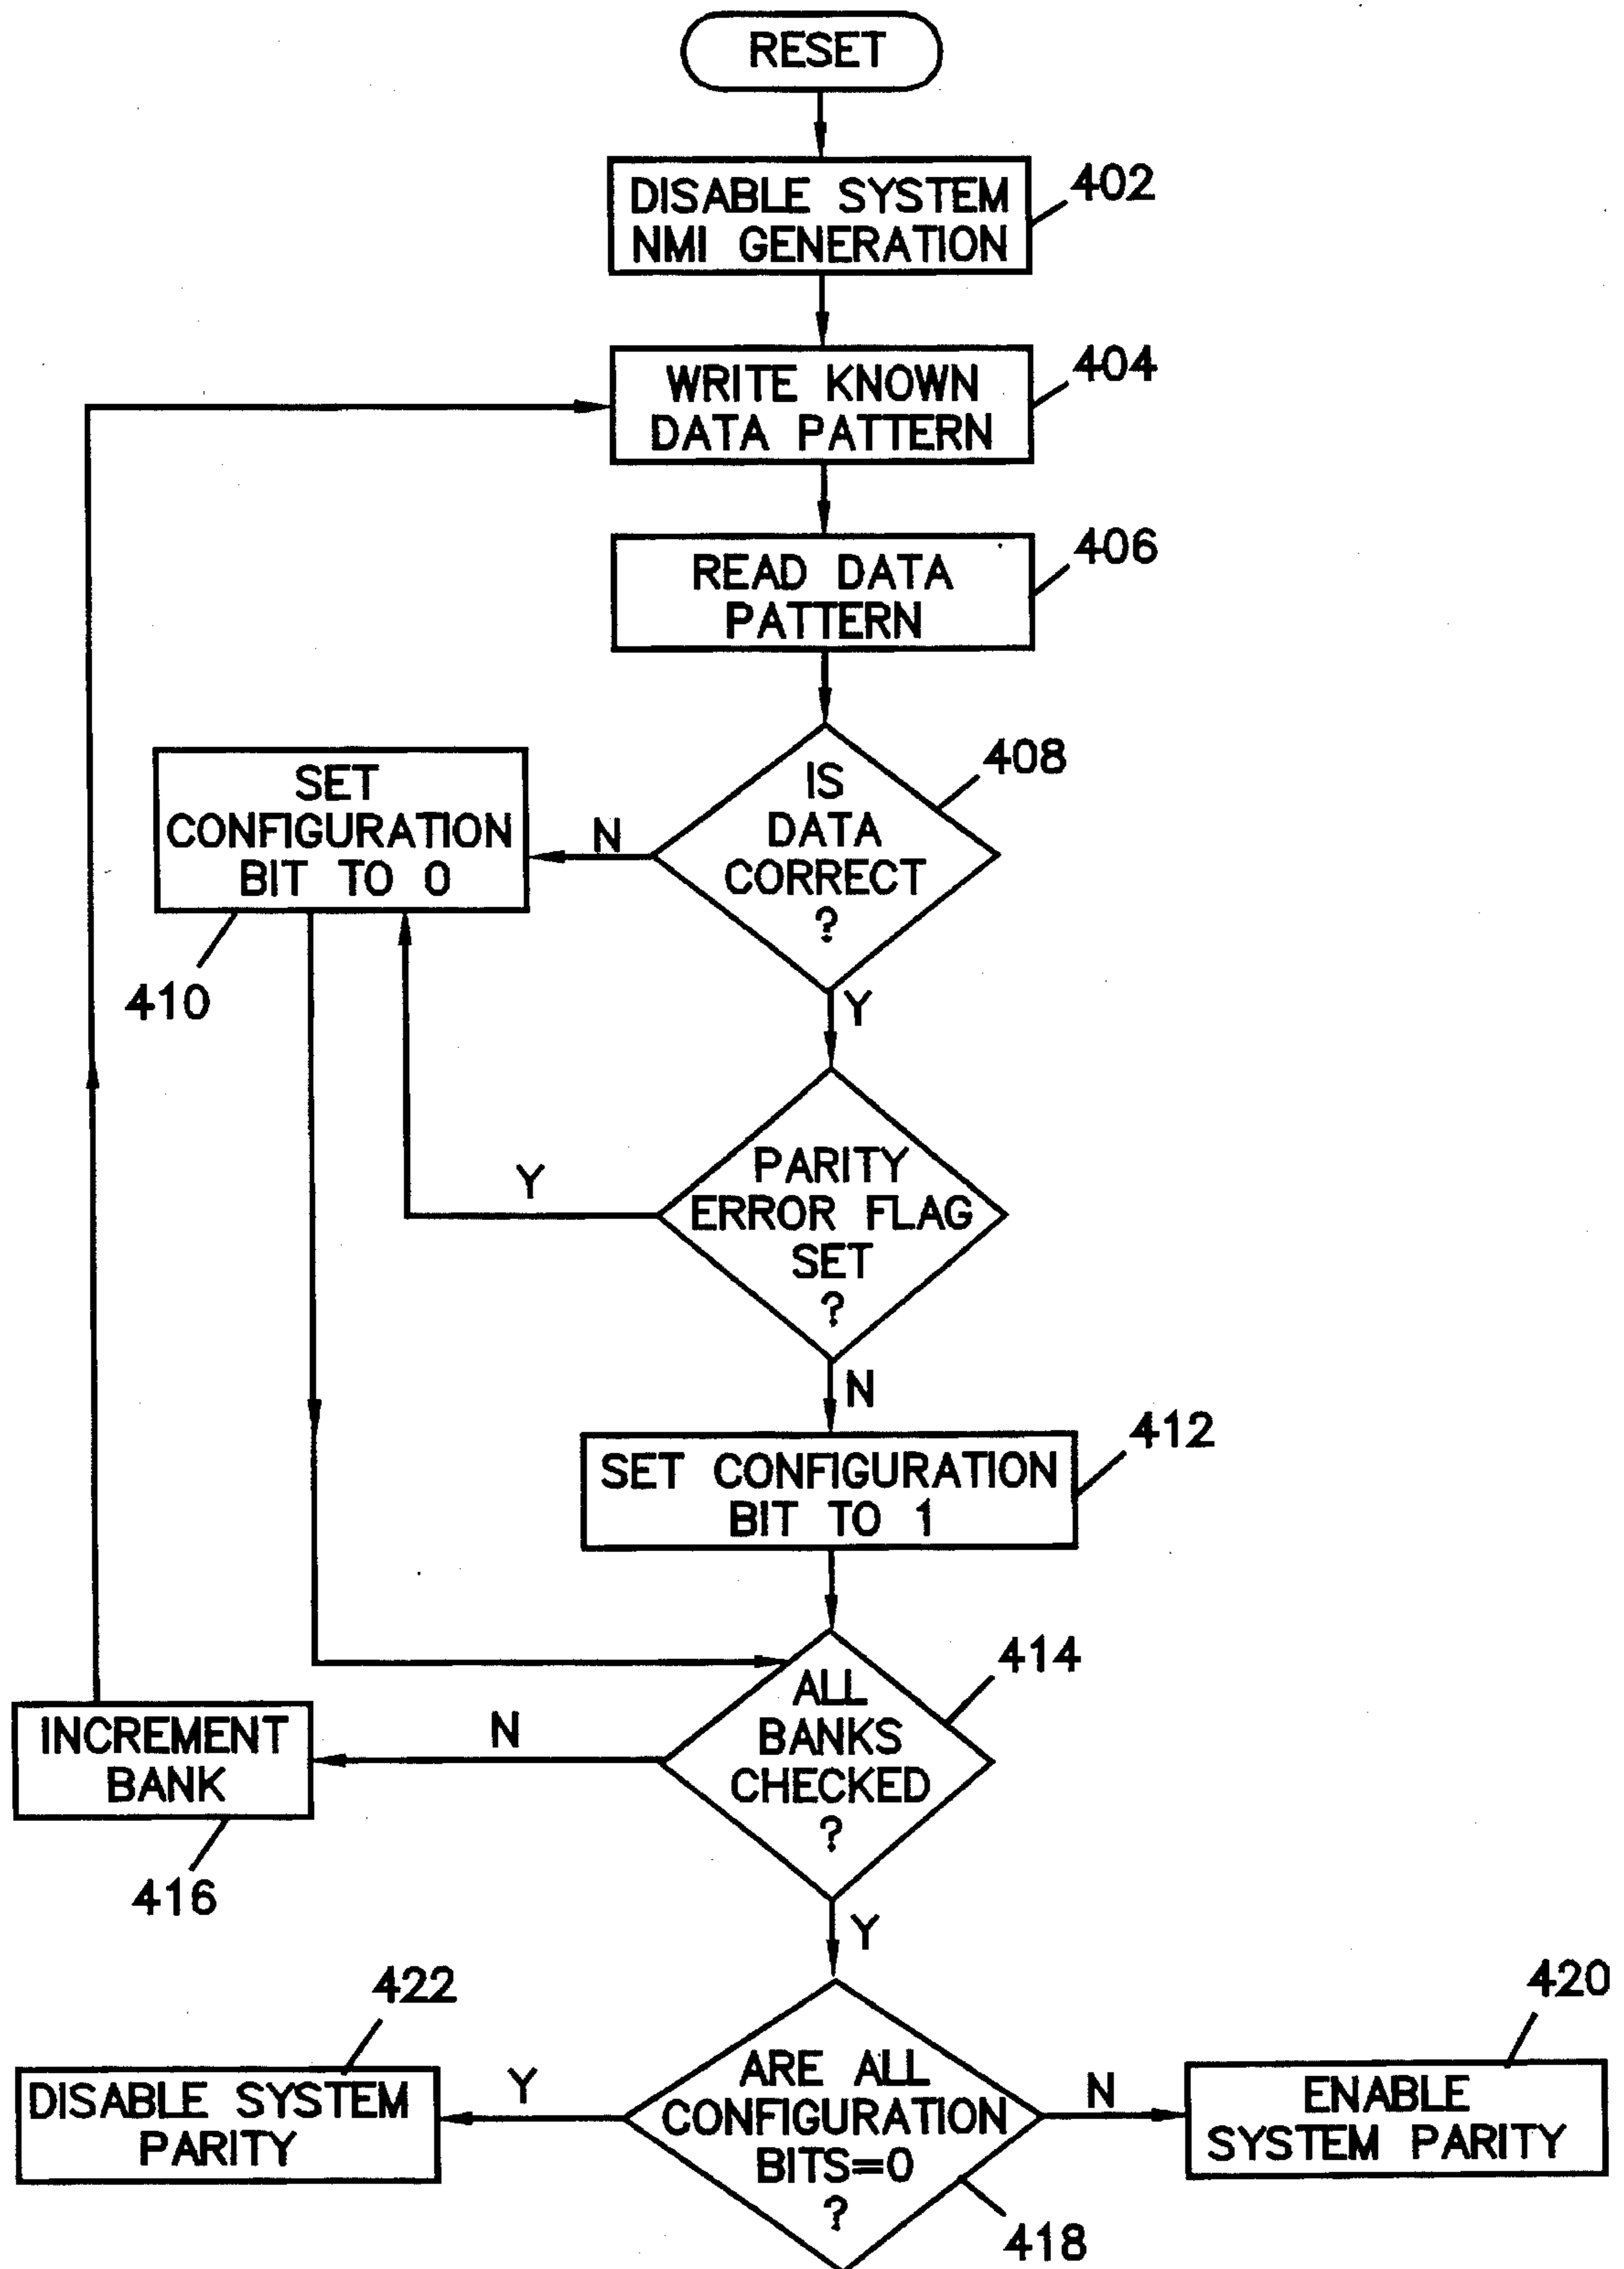 RESET
DISABLE SYSTEM
NMI GENERATION
402
WRITE KNOWN
DATA PATTERN
404
READ DATA
PATTERN
406
IS
DATA
CORRECT
?
408
N
SET
CONFIGURATION
BIT TO 0
410
Y
PARITY
ERROR FLAG
SET
?
Y
N
SET CONFIGURATION
BIT TO 1
412
ALL
BANKS
CHECKED
?
414
N
INCREMENT
BANK
416
Y
ARE ALL
CONFIGURATION
BITS=0
?
418
Y
DISABLE SYSTEM
PARITY
422
N
ENABLE
SYSTEM PARITY
420